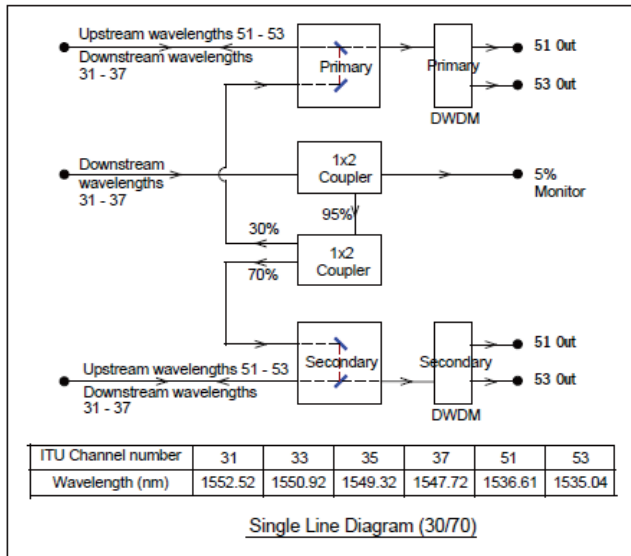 Upstream wavelengths 51 - 53
Downstream wavelengths
31 - 37
Primary
Primary
DWDM
51 Out
53 Out
Downstream
wavelengths
31 - 37
1x2
Coupler
5%
Monitor
95%
30%
70%
1x2
Coupler
Upstream wavelengths 51 - 53
Downstream wavelengths
31 - 37
Secondary
Secondary
DWDM
51 Out
53 Out
ITU Channel number 31 33 35 37 51 53
Wavelength (nm) 1552.52 1550.92 1549.32 1547.72 1536.61 1535.04
Single Line Diagram (30/70)